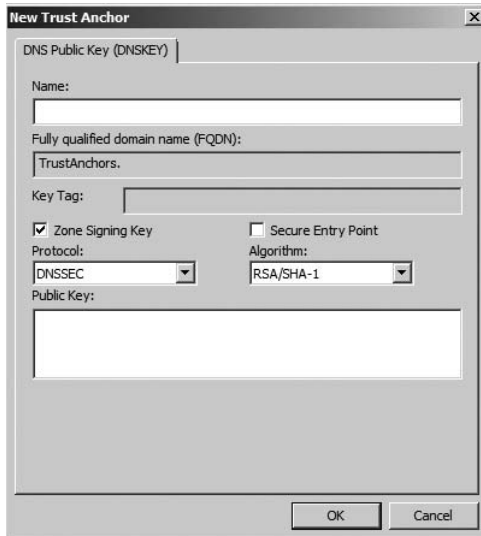 New Trust Anchor
DNS Public Key (DNSKEY)
Name:
Fully qualified domain name (FQDN):
TrustAnchors.
Key Tag:
Zone Signing Key
Secure Entry Point
Protocol:
Algorithm:
DNSSEC
RSA/SHA-1
Public Key:
OK
Cancel